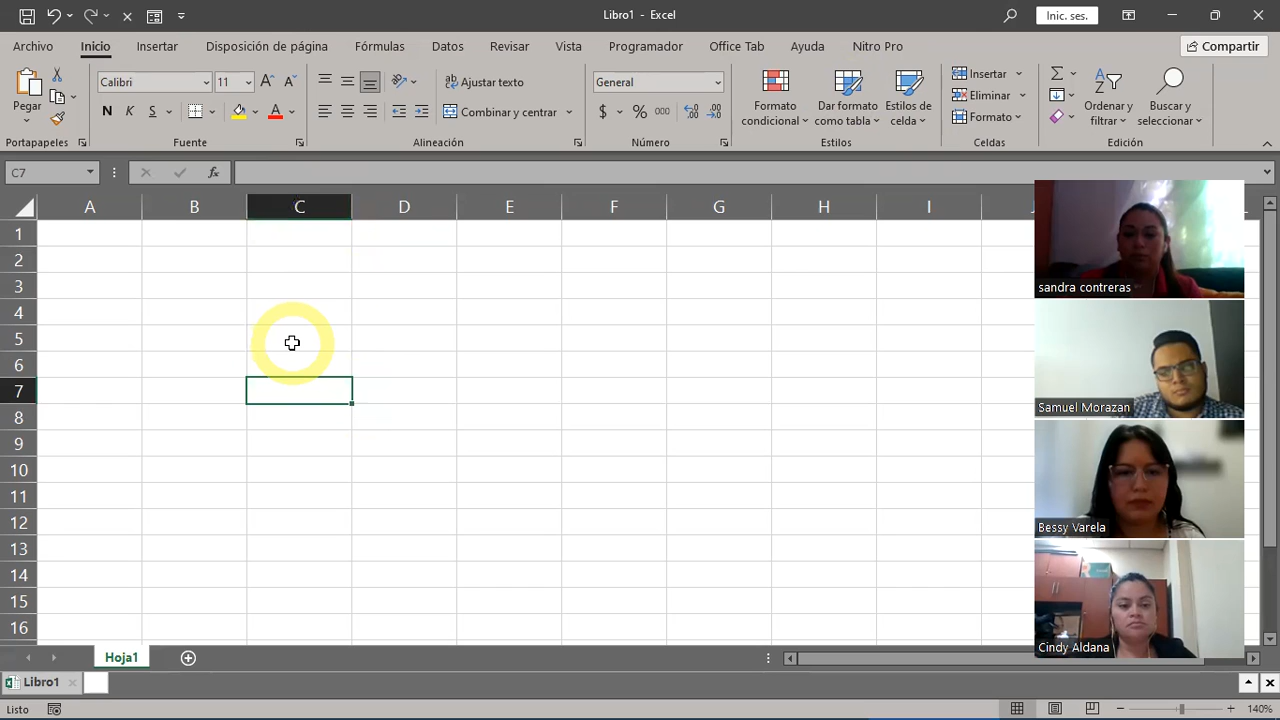 Libro1 - Excel
Inic. ses.
Archivo Inicio Insertar Disposición de página Fórmulas Datos Revisar Vista Programador Office Tab Ayuda Nitro Pro Compartir
Pegar
Portapapeles
Calibri 11
N K S
Fuente
Ajustar texto
Combinar y centrar
Alineación
General
$ % 000
Número
Formato condicional
Dar formato como tabla
Estilos de celda
Estilos
Insertar
Eliminar
Formato
Celdas
Ordenar y filtrar
Buscar y seleccionar
Edición
C7 fx
A B C D E F G H I
1
2
3
4
5
6
7
8
9
10
11
12
13
14
15
16
sandra contreras
Samuel Morazan
Bessy Varela
Cindy Aldana
Hoja1
Libro1
Listo
140%